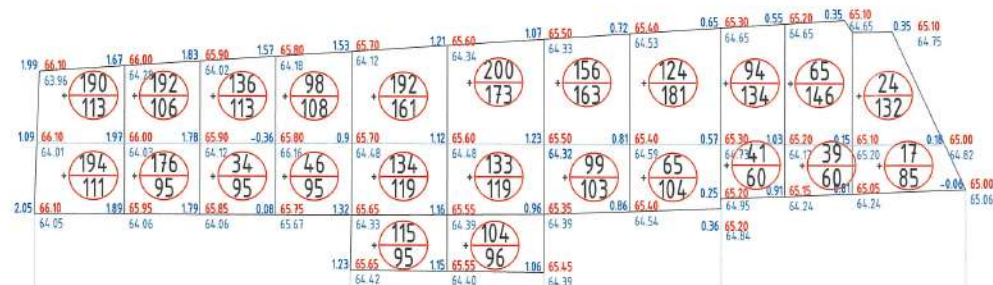 0.35 65.10
0.65 65.30 0.55 65.20 64.65 0.35 65.10
1.07 65.50 0.72 65.40 64.65 64.65 64.75
1.53 65.70 1.21 65.60 64.33 64.53
1.99 66.10 1.67 66.00 1.83 65.90 1.57 65.80 64.12 64.34
63.96 64.28 64.02 64.18
+ 190 + 192 + 136 + 98 + 192 + 200 + 156 + 124 + 94 + 65 + 24
113 106 113 108 161 173 163 181 134 146 132
1.09 66.10 1.97 66.00 1.78 65.90 -0.36 65.80 0.9 65.70 1.12 65.60 1.23 65.50 0.81 65.40 0.57 65.30 1.03 65.20 0.15 65.10 0.18 65.00
64.01 64.03 64.12 66.16 64.48 64.48 64.32 64.59 64.73 64.17 65.20 64.82
+ 194 + 176 + 34 + 46 + 134 + 133 + 99 + 65 + 41 + 39 + 17
111 95 95 95 119 119 103 104 60 60 85
2.05 66.10 1.89 65.95 1.79 65.85 0.08 65.75 1.32 65.65 1.16 65.55 0.96 65.35 0.86 65.40 0.25 65.20 0.91 65.15 0.81 65.05 -0.06 65.00
64.05 64.06 64.06 65.67 64.33 64.39 64.39 64.54 64.95 64.24 64.24 65.06
0.36 65.20
64.84
+ 115 + 104
95 96
1.23 65.65 1.15 65.55 1.06 65.45
64.42 64.40 64.39